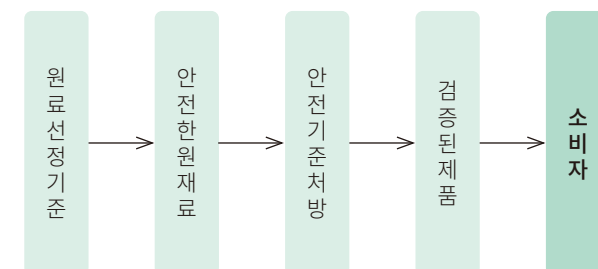 원료선정기준
안전한원재료
안전기준처방
검증된제품
소비자